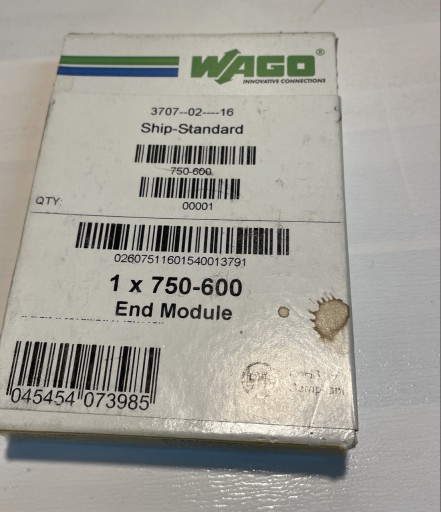 WAGO®
INNOVATIVE CONNECTIONS
3707--02----16
Ship-Standard
750-600
QTY:
00001
02607511601540013791
1 x 750-600
End Module
045454 073985